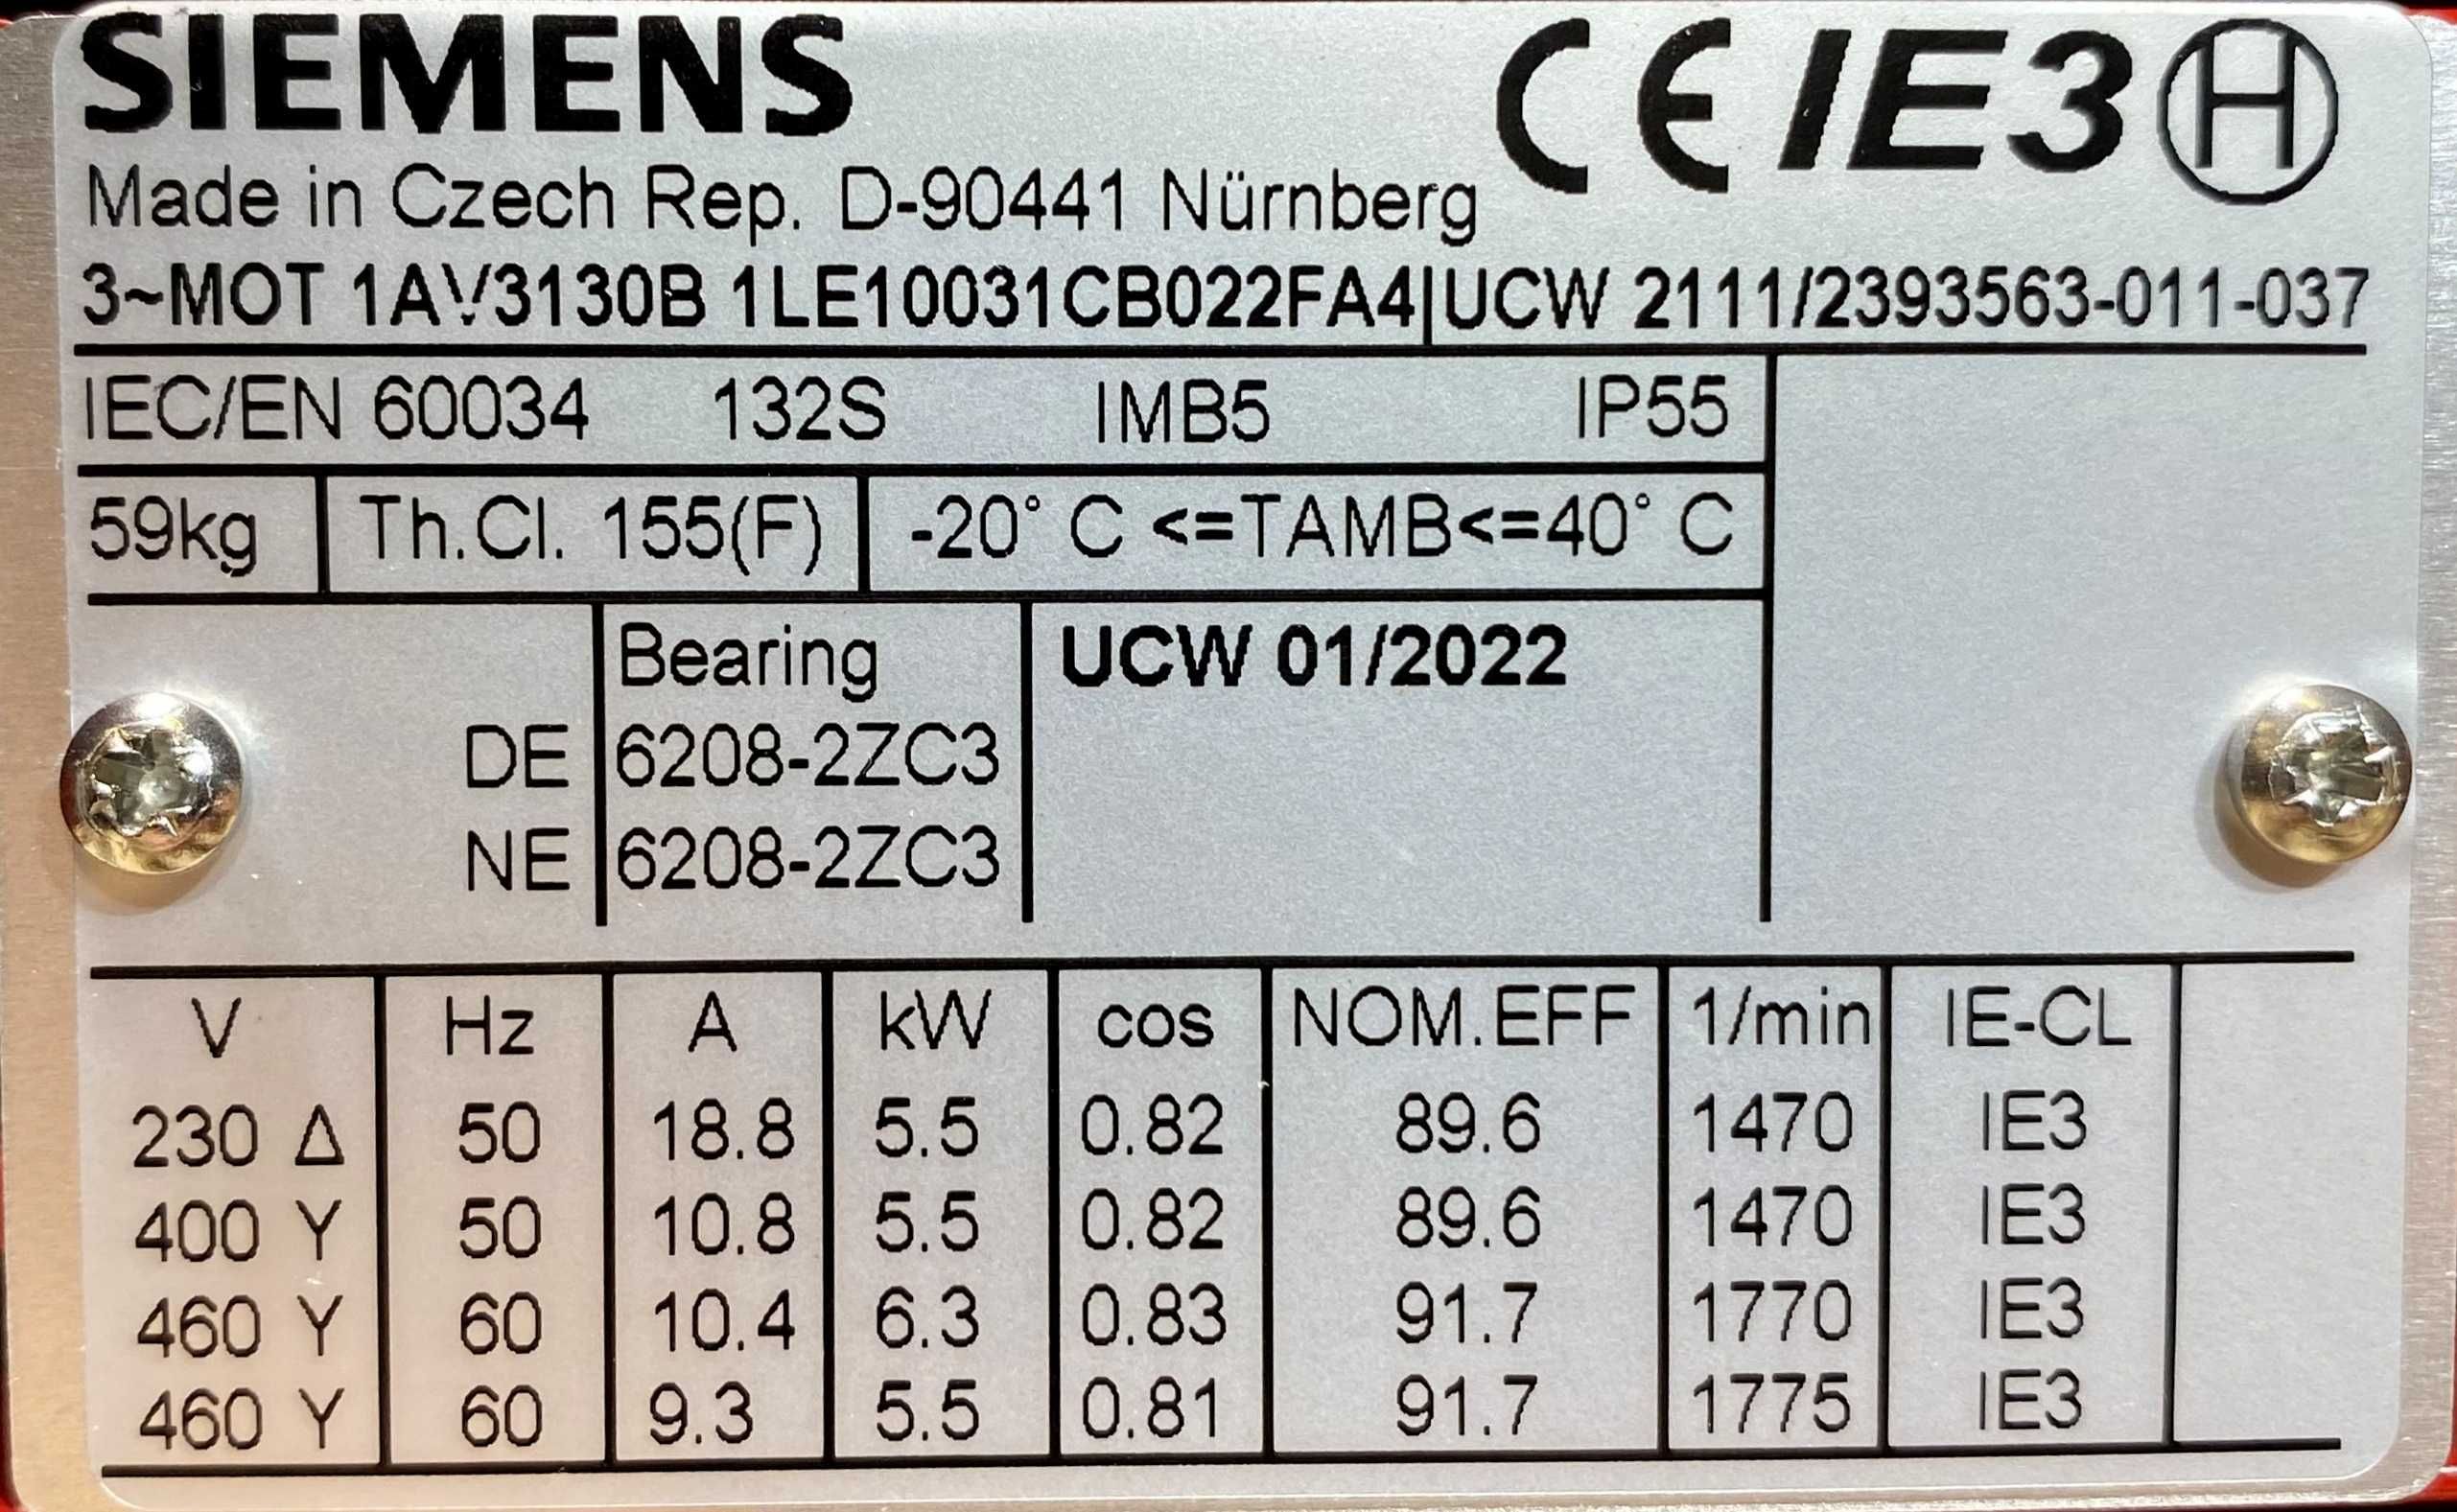 SIEMENS CE IE3 H
Made in Czech Rep. D-90441 Nürnberg
3~MOT 1AV3130B 1LE10031CB022FA4|UCW 2111/2393563-011-037
IEC/EN 60034 132S IMB5 IP55
59kg Th.Cl. 155(F) -20° C <=TAMB<=40° C
Bearing UCW 01/2022
DE 6208-2ZC3
NE 6208-2ZC3
V Hz A kW cos NOM.EFF 1/min IE-CL
230 Δ 50 18.8 5.5 0.82 89.6 1470 IE3
400 Y 50 10.8 5.5 0.82 89.6 1470 IE3
460 Y 60 10.4 6.3 0.83 91.7 1770 IE3
460 Y 60 9.3 5.5 0.81 91.7 1775 IE3